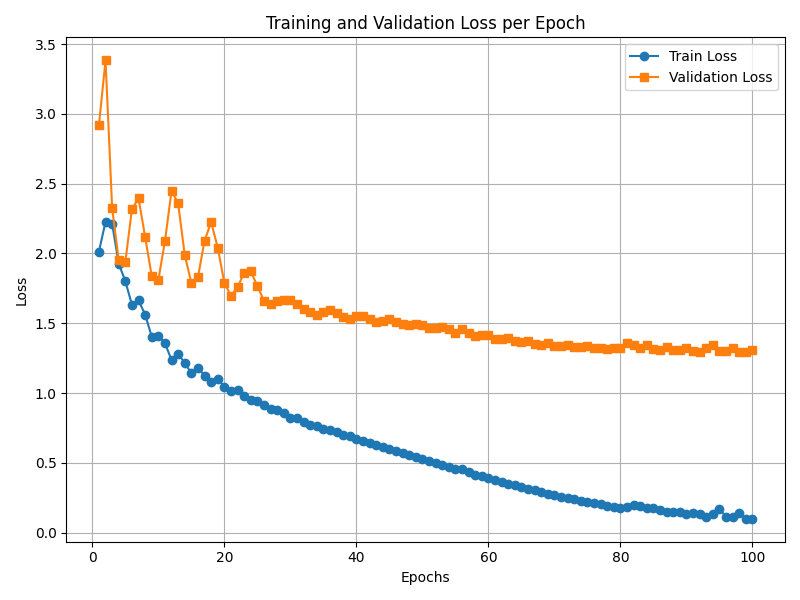 Training and Validation Loss per Epoch
3.5
3.0
2.5
2.0
1.5
1.0
0.5
0.0
Loss
Train Loss
Validation Loss
0 20 40 60 80 100
Epochs